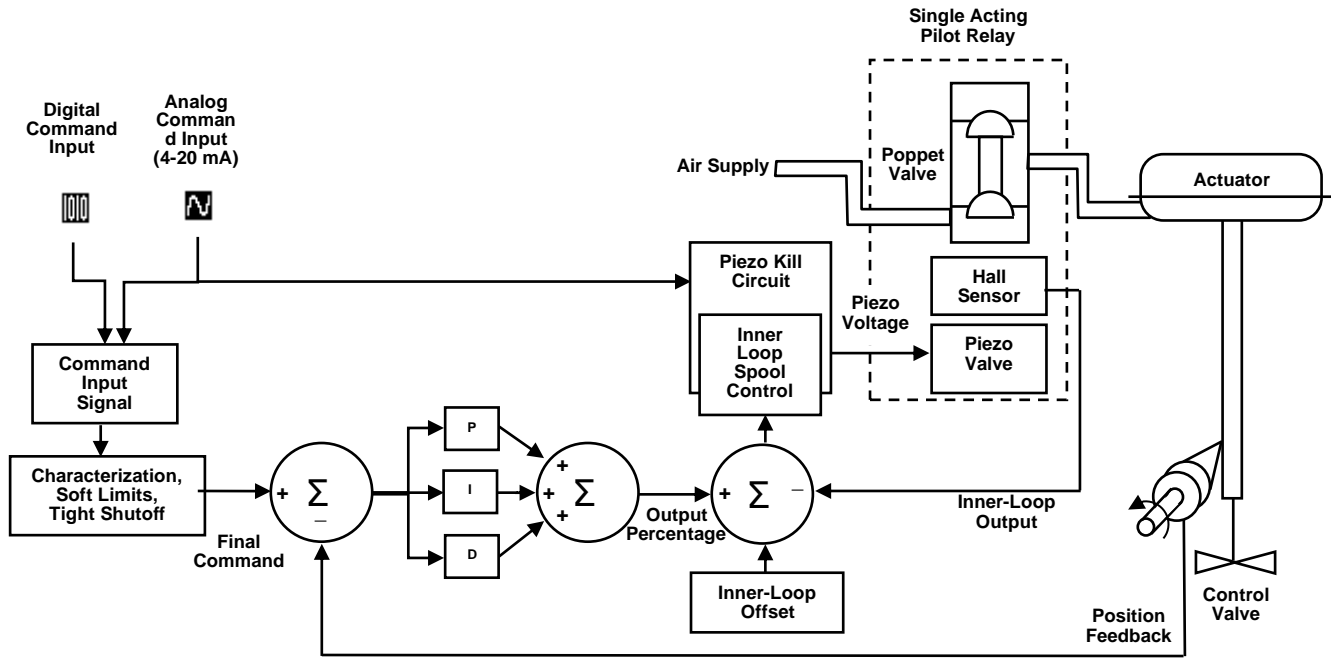 Single Acting
Pilot Relay
Digital
Command
Input
Analog
Comman
d Input
(4-20 mA)
Air Supply
Poppet
Valve
Actuator
Piezo Kill
Circuit
Hall
Sensor
Piezo
Voltage
Inner
Loop
Spool
Control
Piezo
Valve
Command
Input
Signal
Characterization,
Soft Limits,
Tight Shutoff
+
Σ
–
Final
Command
P
I
D
+
+
+
Σ
Output
Percentage
+
Σ
–
Inner-Loop
Output
Inner-Loop
Offset
Position
Feedback
Control
Valve